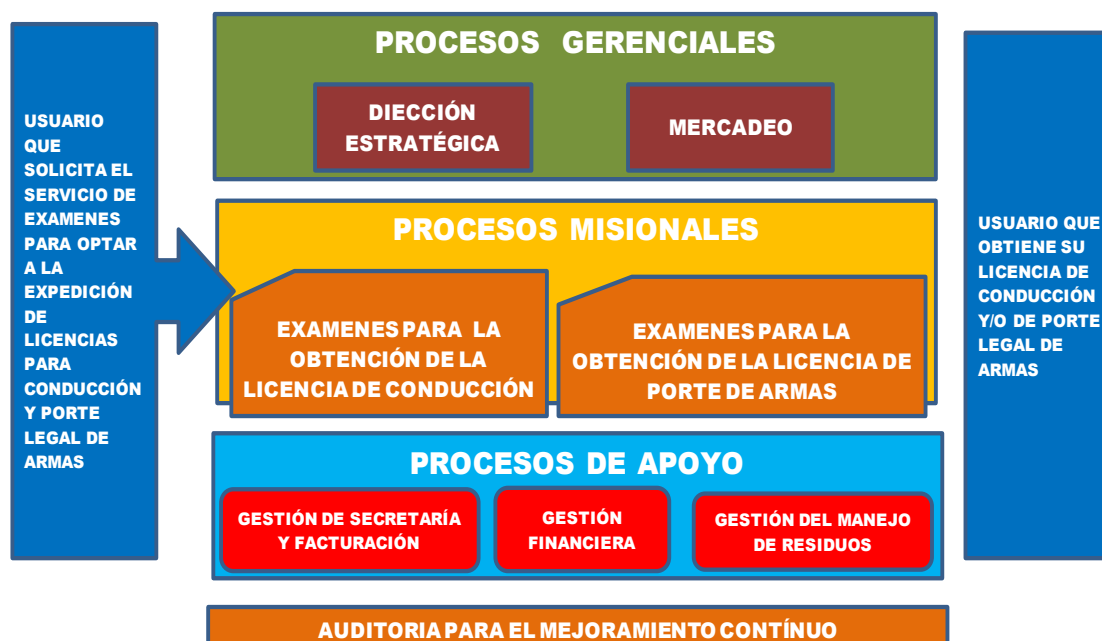 USUARIO
QUE
SOLICITA EL
SERVICIO DE
EXAMENES
PARA OPTAR
A LA
EXPEDICIÓN
DE
LICENCIAS
PARA
CONDUCCIÓN
Y PORTE
LEGAL DE
ARMAS
PROCESOS GERENCIALES
DIECCIÓN
ESTRATÉGICA
MERCADEO
PROCESOS MISIONALES
EXAMENES PARA LA
OBTENCIÓN DE LA
LICENCIA DE CONDUCCIÓN
EXAMENES PARA LA
OBTENCIÓN DE LA LICENCIA DE
PORTE DE ARMAS
PROCESOS DE APOYO
GESTIÓN DE SECRETARÍA
Y FACTURACIÓN
GESTIÓN
FINANCIERA
GESTIÓN DEL MANEJO
DE RESIDUOS
AUDITORIA PARA EL MEJORAMIENTO CONTÍNUO
USUARIO QUE
OBTIENE SU
LICENCIA DE
CONDUCCIÓN
Y/O DE PORTE
LEGAL DE
ARMAS